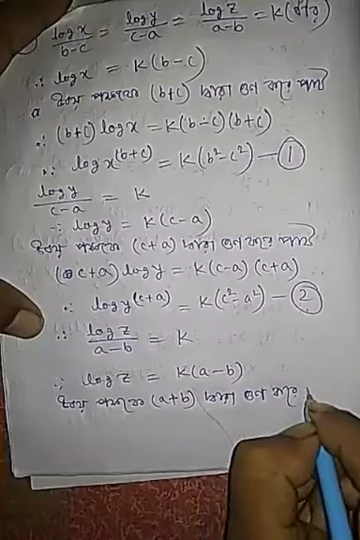 log x / b-c = log y / c-a = log z / a-b = K (ধরি)
∴ log x = K(b-c)
a উভয় পক্ষকে (b+c) দ্বারা গুণ করে পাই
∴ (b+c) log x = K(b-c)(b+c)
∴ log x^(b+c) = K(b²-c²) — ①
log y / c-a = K
∴ log y = K(c-a)
উভয় পক্ষকে (c+a) দ্বারা গুণ করে পাই
(c+a) log y = K(c-a)(c+a)
∴ log y^(c+a) = K(c²-a²) — ②
∴ log z / a-b = K
∴ log z = K(a-b)
উভয় পক্ষকে (a+b) দ্বারা গুণ করে